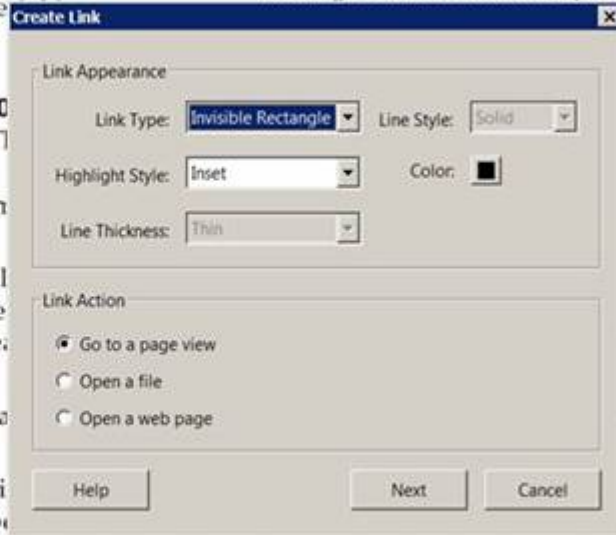 Create Link
Link Appearance
Link Type: Invisible Rectangle Line Style: Solid
Highlight Style: Inset Color:
Line Thickness: Thin
Link Action
Go to a page view
Open a file
Open a web page
Help Next Cancel